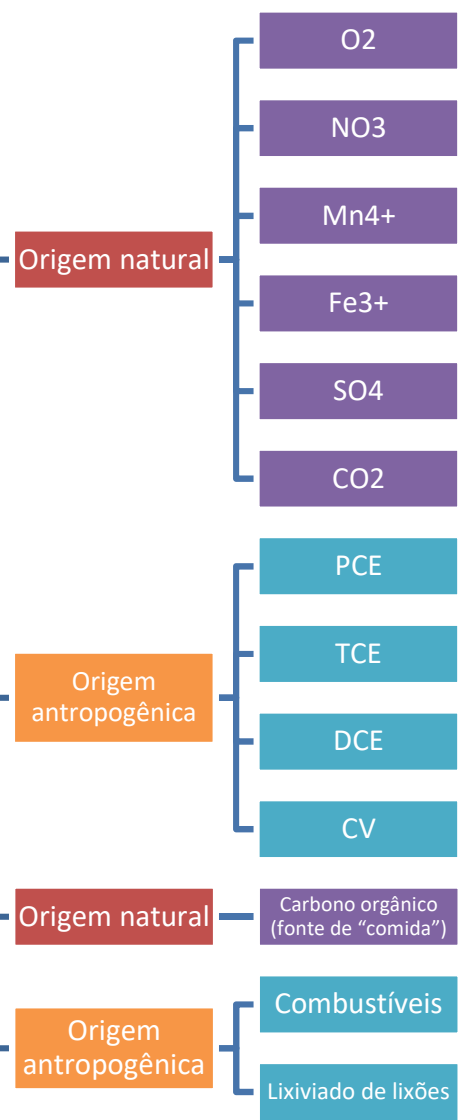 O2
NO3
Mn4+
Origem natural
Fe3+
SO4
CO2
PCE
TCE
Origem
antropogênica
DCE
CV
Origem natural
Carbono orgânico
(fonte de “comida”)
Origem
antropogênica
Combustíveis
Lixiviado de lixões